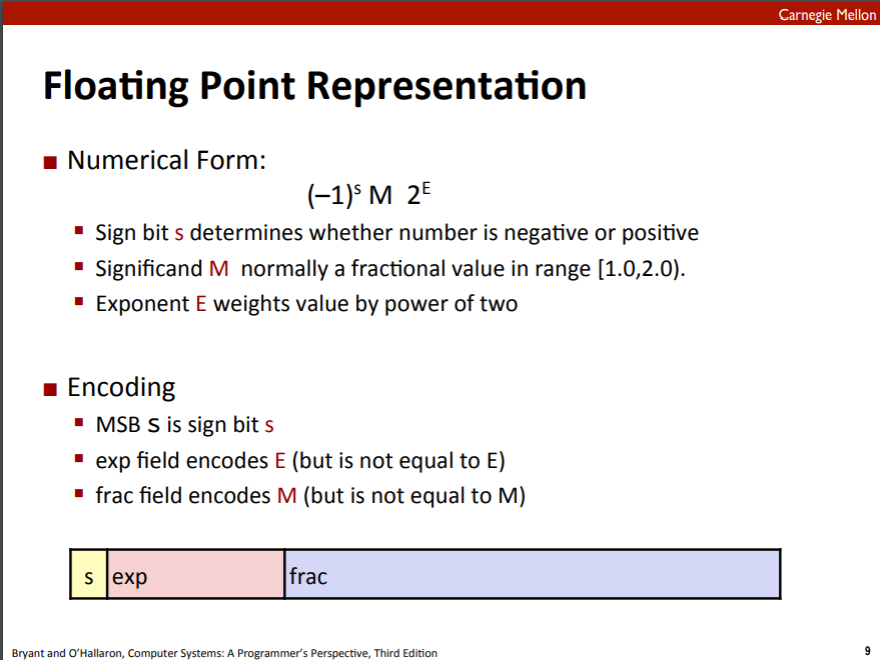 Carnegie Mellon
Floating Point Representation
■ Numerical Form:
(–1)ˢ M 2ᴱ
▪ Sign bit s determines whether number is negative or positive
▪ Significand M normally a fractional value in range [1.0,2.0).
▪ Exponent E weights value by power of two
■ Encoding
▪ MSB s is sign bit s
▪ exp field encodes E (but is not equal to E)
▪ frac field encodes M (but is not equal to M)
s exp frac
Bryant and O’Hallaron, Computer Systems: A Programmer’s Perspective, Third Edition 9